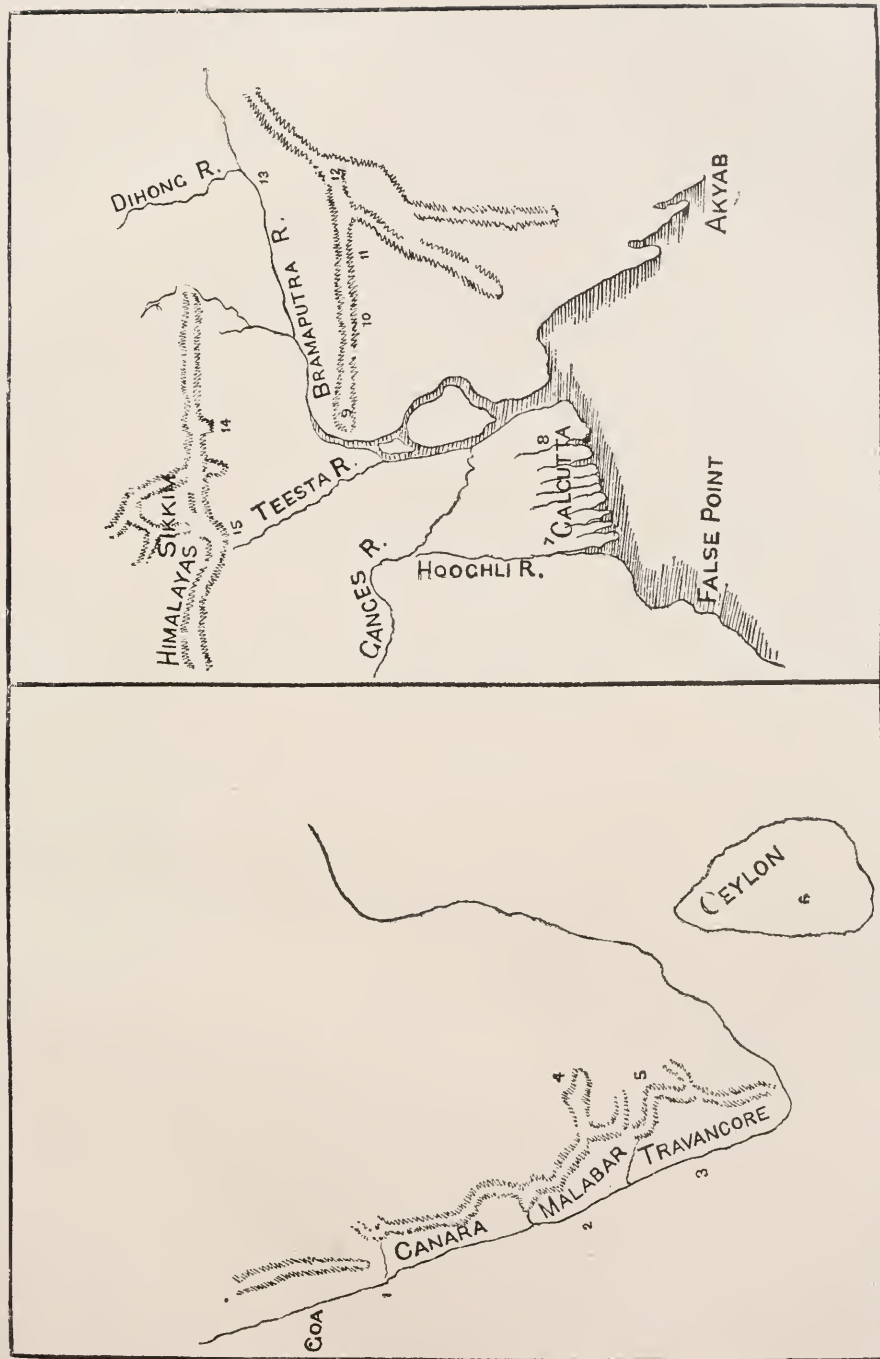 DIHONG R.
13
BRAMAPUTRA R.
12
11
10
9
HIMALAYAS
SIKKIM
14
15
TEESTA R.
GANGES R.
HOOGHLI R.
7
CALCUTTA
8
AKYAB
FALSE POINT
GOA
1
CANARA
MALABAR
2
TRAVANCORE
3
4
5
CEYLON
6